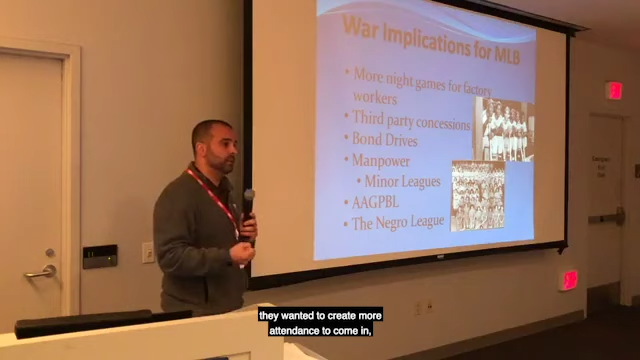 War Implications for MLB
• More night games for factory
workers
• Third party concessions
• Bond Drives
• Manpower
• Minor Leagues
• AAGPBL
• The Negro League
EXIT
they wanted to create more
attendance to come in,